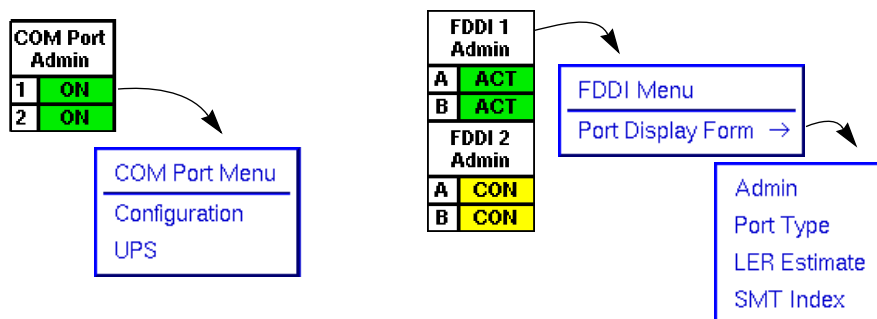 COM Port
Admin
1 ON
2 ON
COM Port Menu
Configuration
UPS
FDDI 1
Admin
A ACT
B ACT
FDDI 2
Admin
A CON
B CON
FDDI Menu
Port Display Form →
Admin
Port Type
LER Estimate
SMT Index